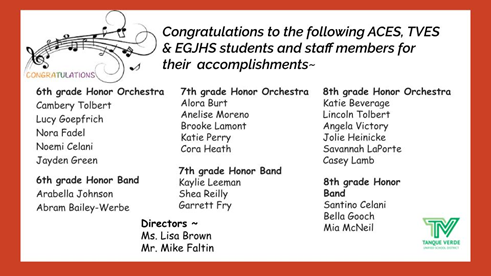 Congratulations to the following ACES, TVES
& EGJHS students and staff members for
their accomplishments~
CONGRATULATIONS
6th grade Honor Orchestra
Cambery Tolbert
Lucy Goepfrich
Nora Fadel
Noemi Celani
Jayden Green
6th grade Honor Band
Arabella Johnson
Abram Bailey-Werbe
7th grade Honor Orchestra
Alora Burt
Anelise Moreno
Brooke Lamont
Katie Perry
Cora Heath
7th grade Honor Band
Kaylie Leeman
Shea Reilly
Garrett Fry
8th grade Honor Orchestra
Katie Beverage
Lincoln Tolbert
Angela Victory
Jolie Heinicke
Savannah LaPorte
Casey Lamb
8th grade Honor
Band
Santino Celani
Bella Gooch
Mia McNeil
Directors ~
Ms. Lisa Brown
Mr. Mike Faltin
TV
TANQUE VERDE
UNIFIED SCHOOL DISTRICT